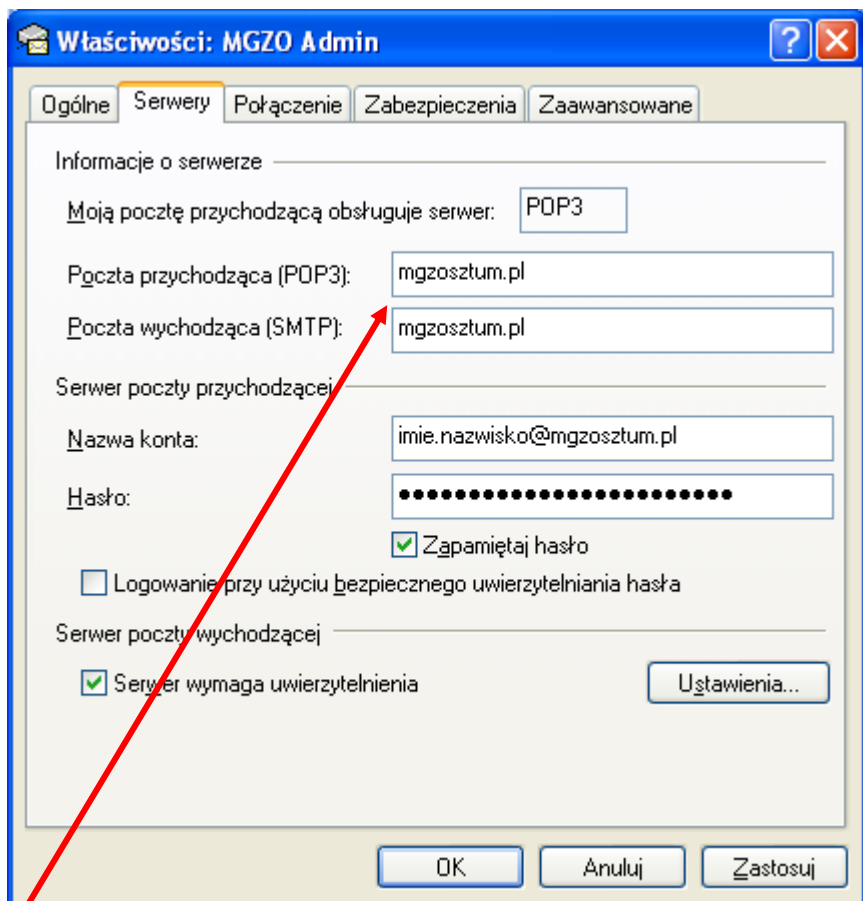 Właściwości: MGZO Admin
Ogólne Serwery Połączenie Zabezpieczenia Zaawansowane
Informacje o serwerze
Moją pocztę przychodzącą obsługuje serwer: POP3
Poczta przychodząca (POP3): mgzosztum.pl
Poczta wychodząca (SMTP): mgzosztum.pl
Serwer poczty przychodzącej
Nazwa konta: imie.nazwisko@mgzosztum.pl
Hasło: ●●●●●●●●●●●●●●●●●●●●●●●●
Zapamiętaj hasło
Logowanie przy użyciu bezpiecznego uwierzytelniania hasła
Serwer poczty wychodzącej
Serwer wymaga uwierzytelnienia Ustawienia...
OK Anuluj Zastosuj